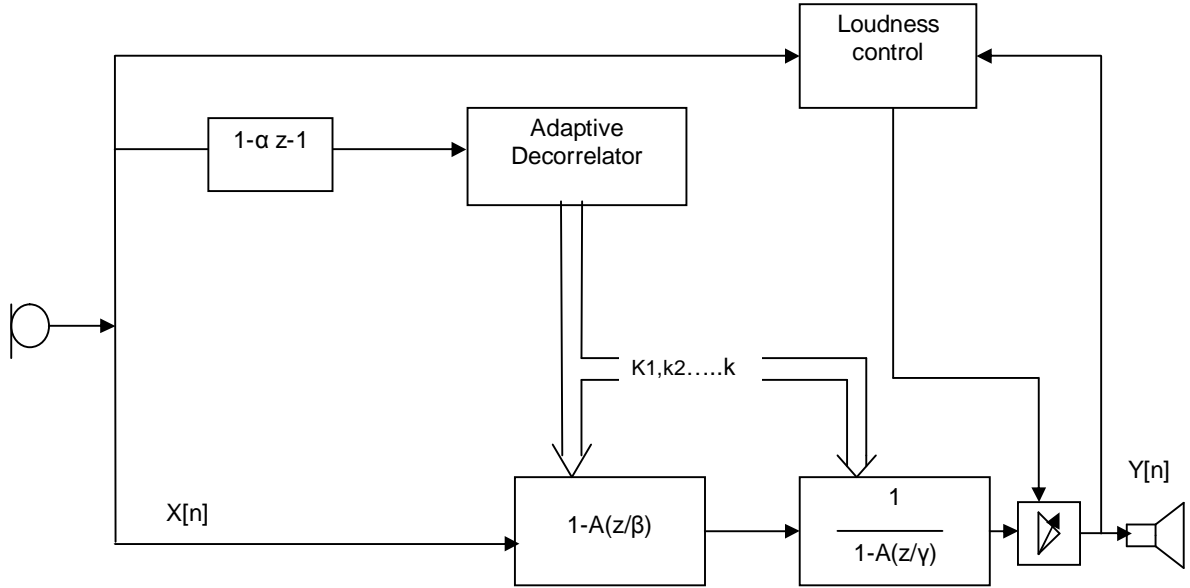 Loudness
control
1-α z-1
Adaptive
Decorrelator
K1,k2…..k
X[n]
1-A(z/β)
1
1-A(z/γ)
Y[n]